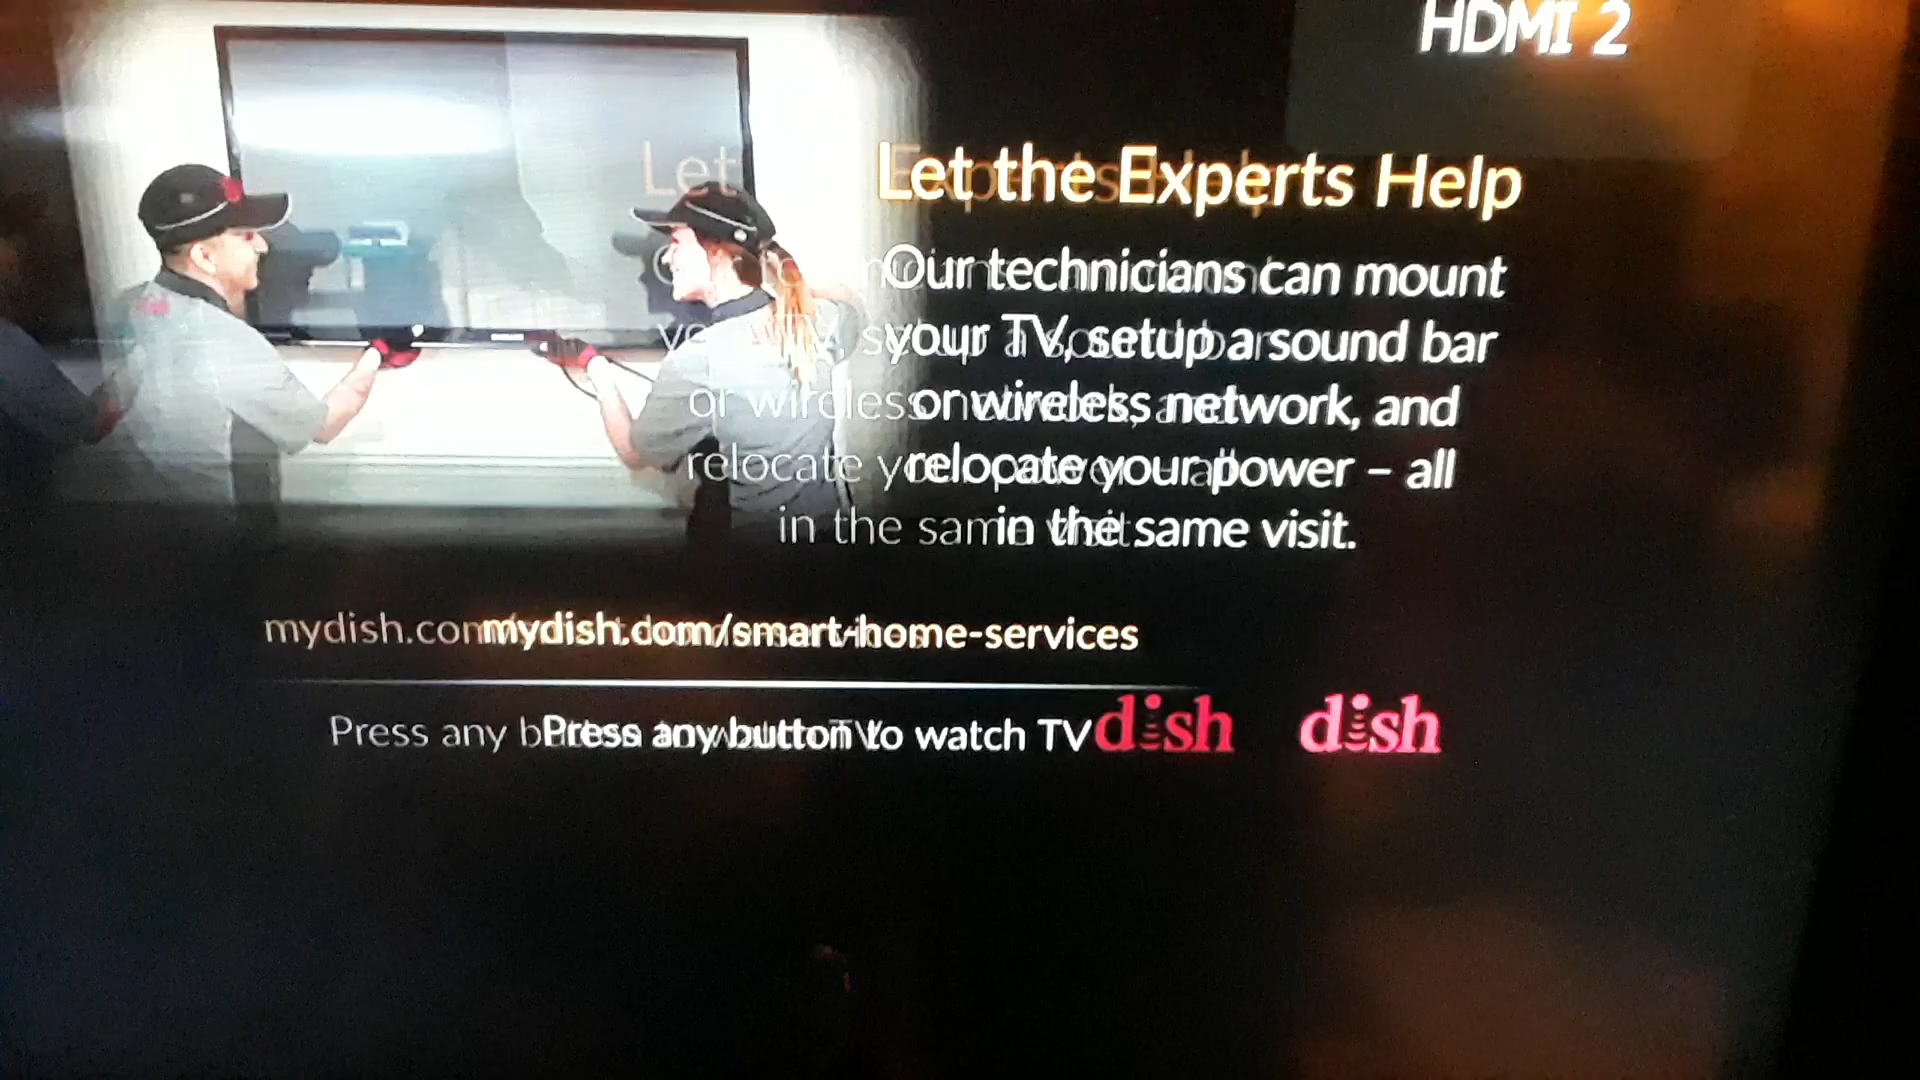 HDMI 2
Let the Experts Help
Our technicians can mount
your TV, setup a sound bar
or wireless network, and
relocate your power – all
in the same visit.
mydish.com/smart-home-services
Press any button to watch TV
dish dish